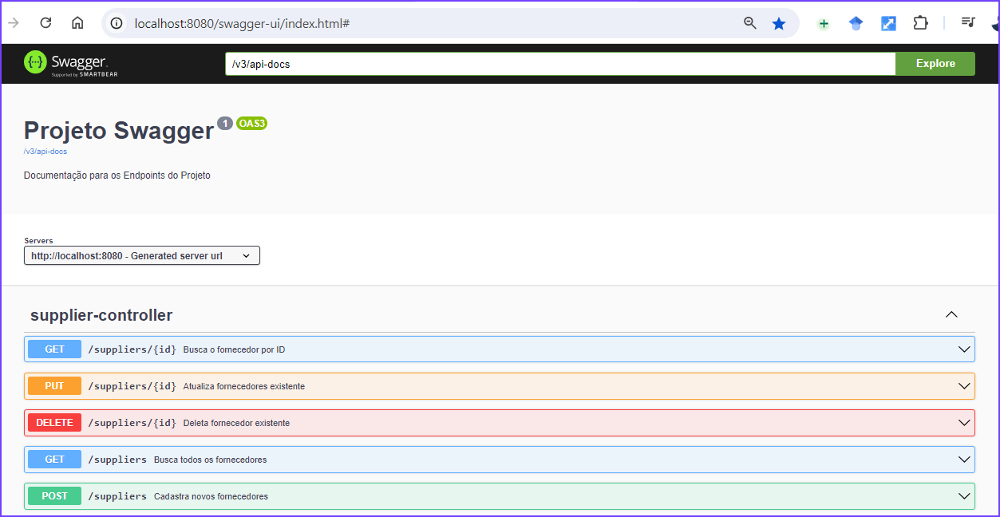 localhost:8080/swagger-ui/index.html#
Swagger.
Supported by SMARTBEAR
/v3/api-docs
Explore
Projeto Swagger 1 OAS3
/v3/api-docs
Documentação para os Endpoints do Projeto
Servers
http://localhost:8080 - Generated server url
supplier-controller
GET /suppliers/{id} Busca o fornecedor por ID
PUT /suppliers/{id} Atualiza fornecedores existente
DELETE /suppliers/{id} Deleta fornecedor existente
GET /suppliers Busca todos os fornecedores
POST /suppliers Cadastra novos fornecedores